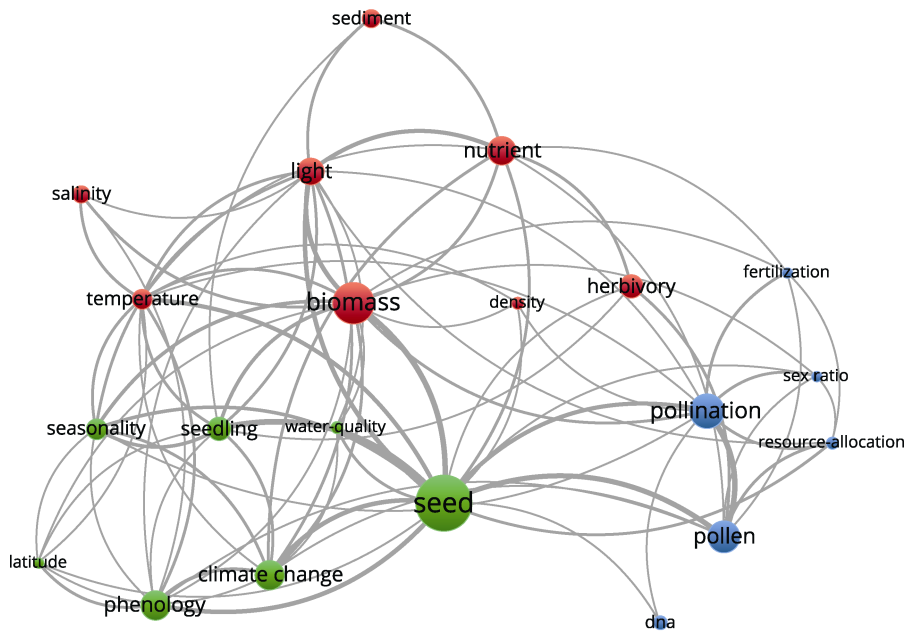 sediment
nutrient
light
salinity
fertilization
herbivory
temperature
biomass
density
sex ratio
pollination
seasonality
seedling
water-quality
resource-allocation
seed
pollen
latitude
climate change
phenology
dna